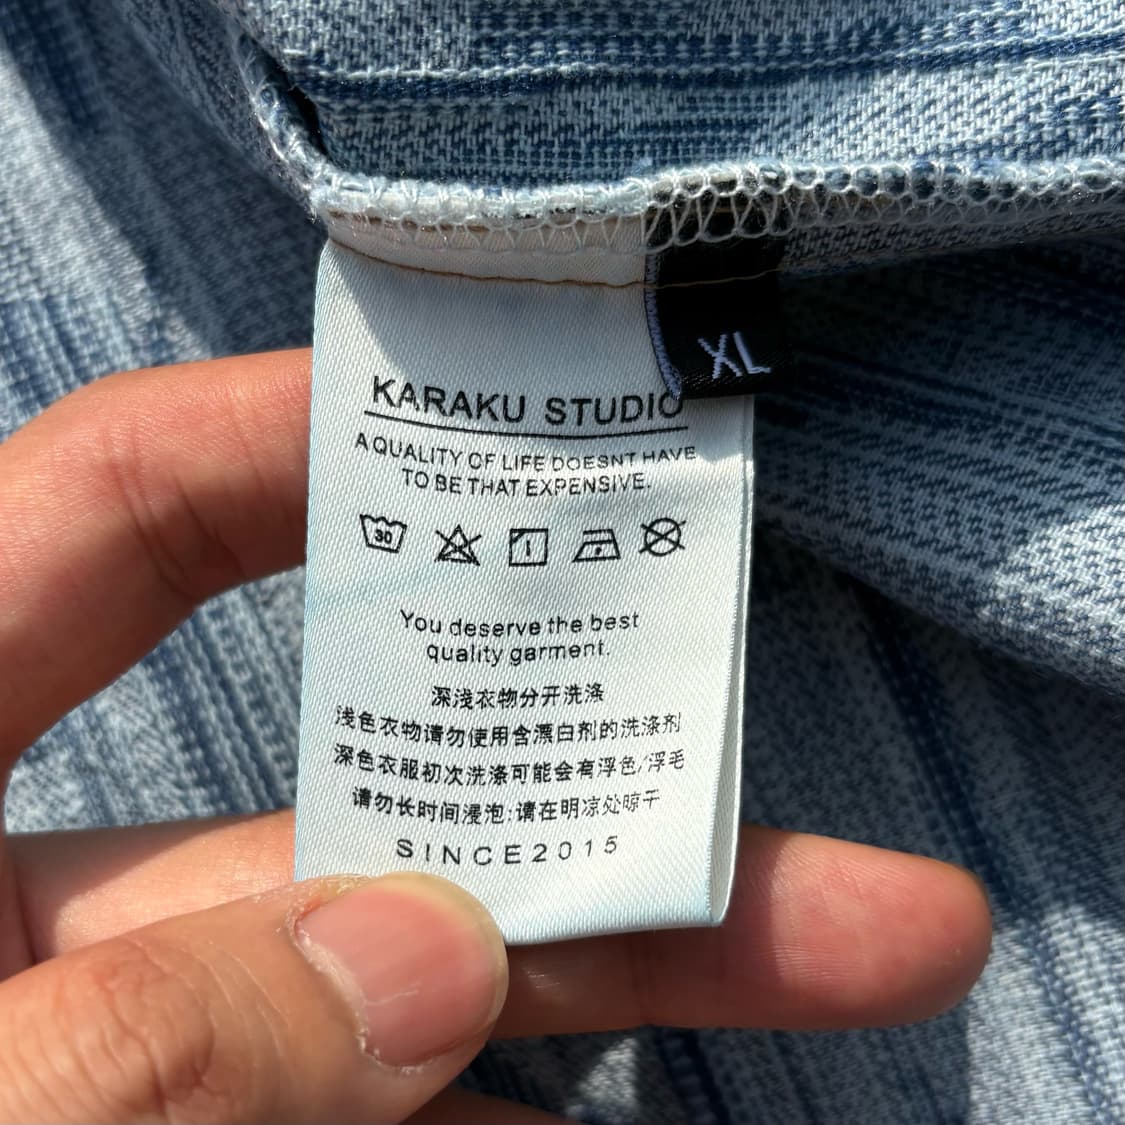 XL
KARAKU STUDIO
A QUALITY OF LIFE DOESNT HAVE
TO BE THAT EXPENSIVE.
30
You deserve the best
quality garment.
深浅衣物分开洗涤
浅色衣物请勿使用含漂白剂的洗涤剂
深色衣服初次洗涤可能会有浮色/浮毛
请勿长时间浸泡:请在明凉处晾干
SINCE2015